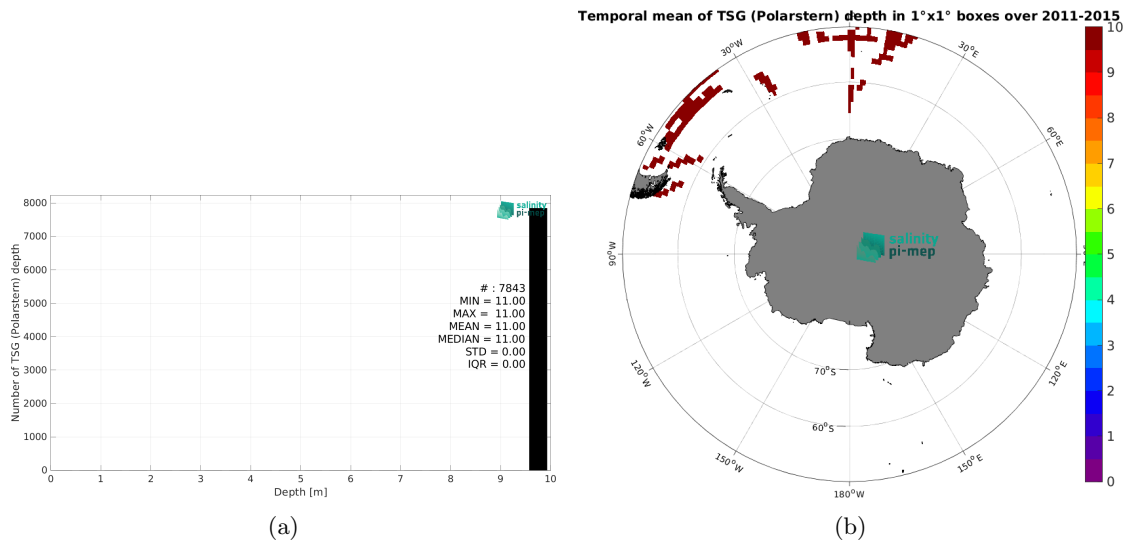 Number of TSG (Polarstern) depth
8000
7000
6000
5000
4000
3000
2000
1000
0
salinity
pi-mep
# : 7843
MIN = 11.00
MAX = 11.00
MEAN = 11.00
MEDIAN = 11.00
STD = 0.00
IQR = 0.00
0 1 2 3 4 5 6 7 8 9 10
Depth [m]
(a)
Temporal mean of TSG (Polarstern) depth in 1°x1° boxes over 2011-2015
30°W
30°E
60°W
60°E
90°W
salinity
pi-mep
70°S
60°S
120°W
120°E
150°W
150°E
180°W
10
9
8
7
6
5
4
3
2
1
0
(b)